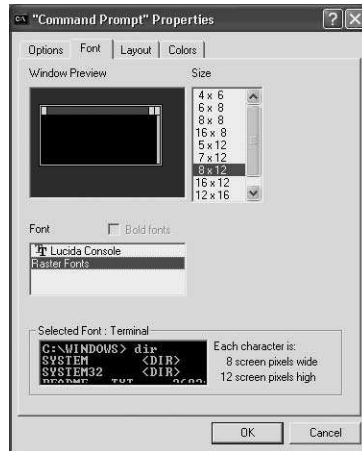 "Command Prompt" Properties
Options Font Layout Colors
Window Preview
Size
4 x 6
6 x 8
8 x 8
16 x 8
5 x 12
7 x 12
8 x 12
16 x 12
12 x 16
Font
Bold fonts
Lucida Console
Raster Fonts
Selected Font : Terminal
C:\WINDOWS> dir
SYSTEM <DIR>
SYSTEM32 <DIR>
README TXT
Each character is:
8 screen pixels wide
12 screen pixels high
OK Cancel